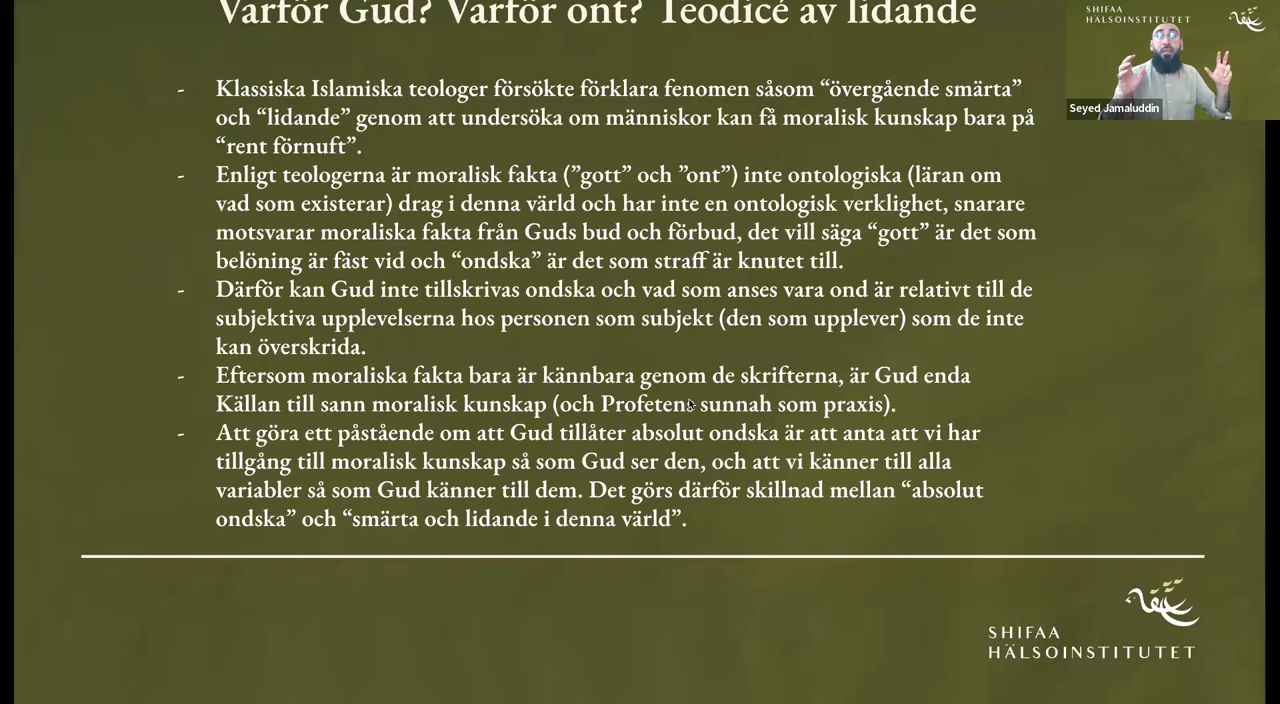 Varför Gud? Varför ont? Teodicé av lidande
SHIFAA
HÄLSOINSTITUTET
Seyed Jamaluddin
- Klassiska Islamiska teologer försökte förklara fenomen såsom “övergående smärta”
och “lidande” genom att undersöka om människor kan få moralisk kunskap bara på
“rent förnuft”.
- Enligt teologerna är moralisk fakta (”gott” och ”ont”) inte ontologiska (läran om
vad som existerar) drag i denna värld och har inte en ontologisk verklighet, snarare
motsvarar moraliska fakta från Guds bud och förbud, det vill säga “gott” är det som
belöning är fäst vid och “ondska” är det som straff är knutet till.
- Därför kan Gud inte tillskrivas ondska och vad som anses vara ond är relativt till de
subjektiva upplevelserna hos personen som subjekt (den som upplever) som de inte
kan överskrida.
- Eftersom moraliska fakta bara är kännbara genom de skrifterna, är Gud enda
Källan till sann moralisk kunskap (och Profetens sunnah som praxis).
- Att göra ett påstående om att Gud tillåter absolut ondska är att anta att vi har
tillgång till moralisk kunskap så som Gud ser den, och att vi känner till alla
variabler så som Gud känner till dem. Det görs därför skillnad mellan “absolut
ondska” och “smärta och lidande i denna värld”.
SHIFAA
HÄLSOINSTITUTET